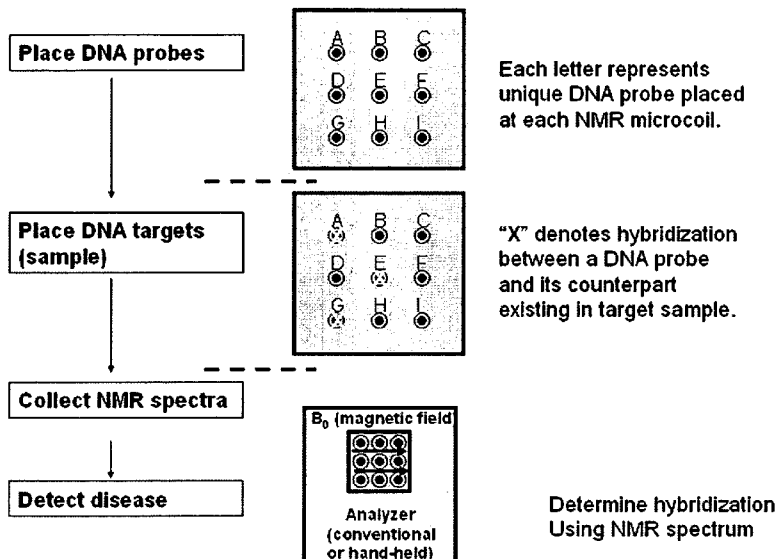 Place DNA probes
A B C
D E F
G H I
Each letter represents
unique DNA probe placed
at each NMR microcoil.
Place DNA targets
(sample)
A B C
D E F
G H I
"X" denotes hybridization
between a DNA probe
and its counterpart
existing in target sample.
Collect NMR spectra
B₀ (magnetic field)
Detect disease
Analyzer
(conventional
or hand-held)
Determine hybridization
Using NMR spectrum